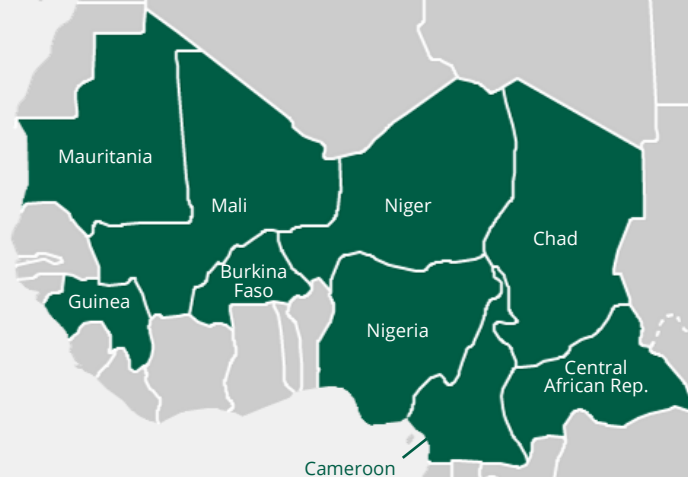 Mauritania
Mali
Niger
Chad
Burkina
Faso
Guinea
Nigeria
Central
African Rep.
Cameroon